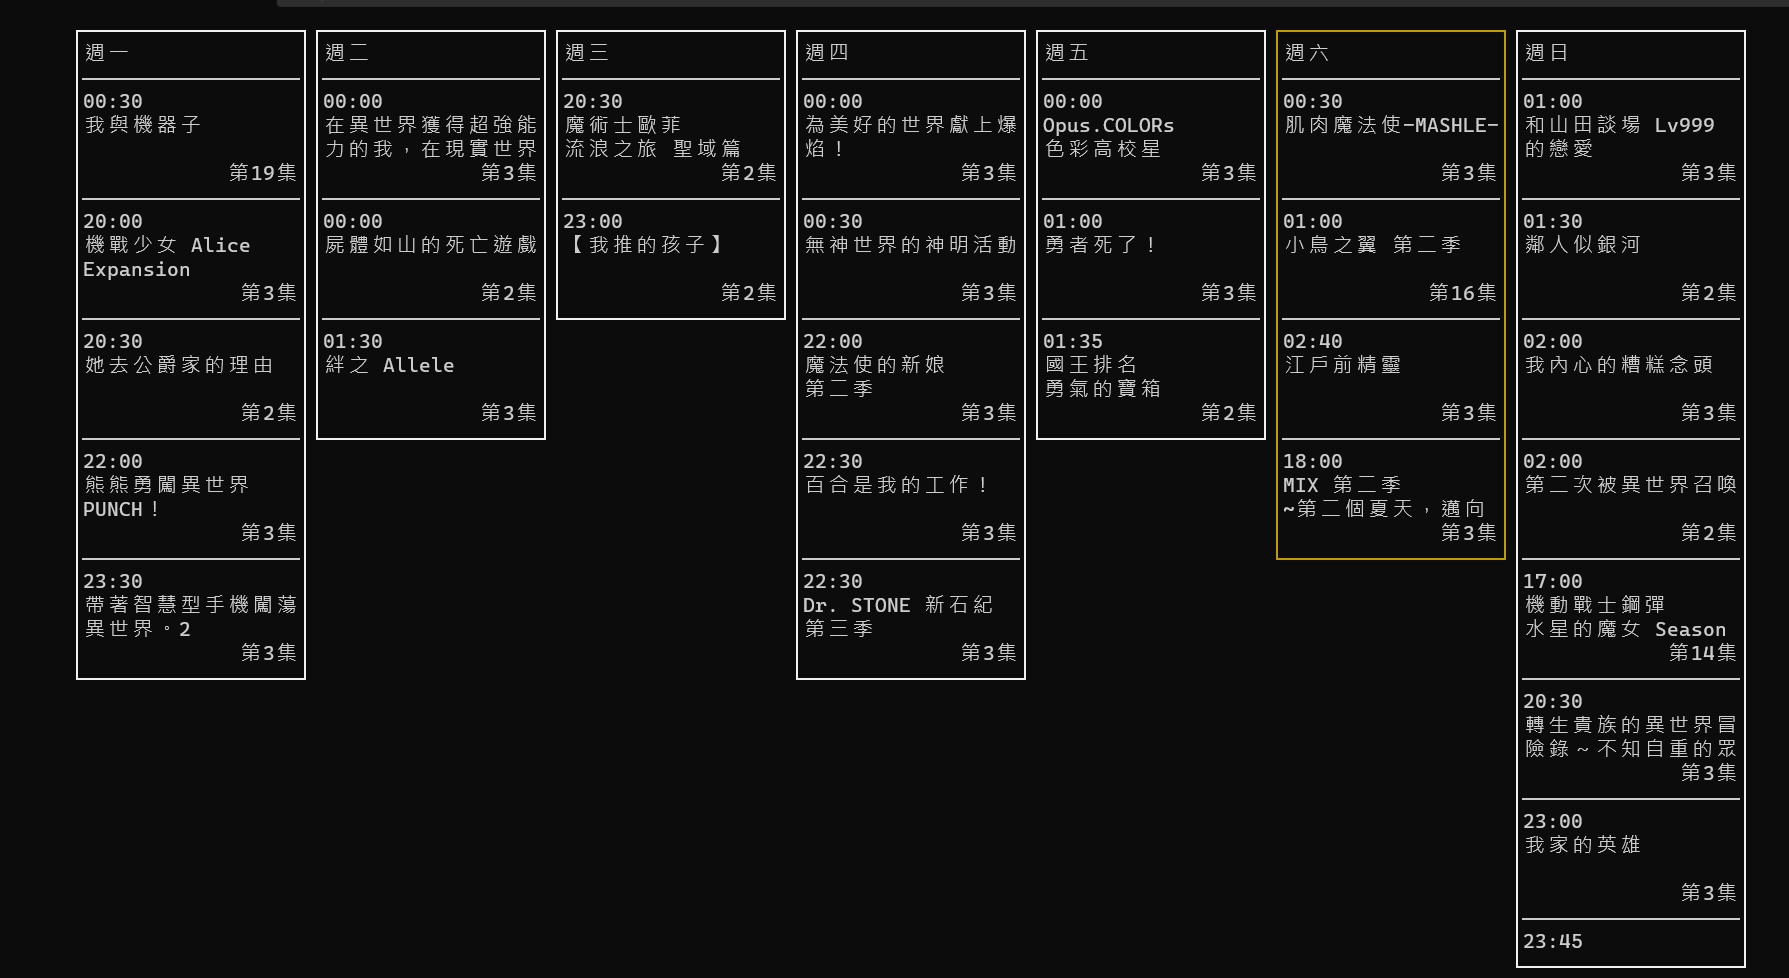 週一
00:30
我與機器子
第19集
20:00
機戰少女 Alice
Expansion
第3集
20:30
她去公爵家的理由
第2集
22:00
熊熊勇闖異世界
PUNCH！
第3集
23:30
帶著智慧型手機闖蕩
異世界。2
第3集
週二
00:00
在異世界獲得超強能
力的我，在現實世界
第3集
00:00
屍體如山的死亡遊戲
第2集
01:30
絆之 Allele
第3集
週三
20:30
魔術士歐菲
流浪之旅 聖域篇
第2集
23:00
【我推的孩子】
第2集
週四
00:00
為美好的世界獻上爆
焰！
第3集
00:30
無神世界的神明活動
第3集
22:00
魔法使的新娘
第二季
第3集
22:30
百合是我的工作！
第3集
22:30
Dr. STONE 新石紀
第三季
第3集
週五
00:00
Opus.COLORs
色彩高校星
第3集
01:00
勇者死了！
第3集
01:35
國王排名
勇氣的寶箱
第2集
週六
00:30
肌肉魔法使-MASHLE-
第3集
01:00
小鳥之翼 第二季
第16集
02:40
江戶前精靈
第3集
18:00
MIX 第二季
~第二個夏天，邁向
第3集
週日
01:00
和山田談場 Lv999
的戀愛
第3集
01:30
鄰人似銀河
第2集
02:00
我內心的糟糕念頭
第3集
02:00
第二次被異世界召喚
第2集
17:00
機動戰士鋼彈
水星的魔女 Season
第14集
20:30
轉生貴族的異世界冒
險錄～不知自重的眾
第3集
23:00
我家的英雄
第3集
23:45